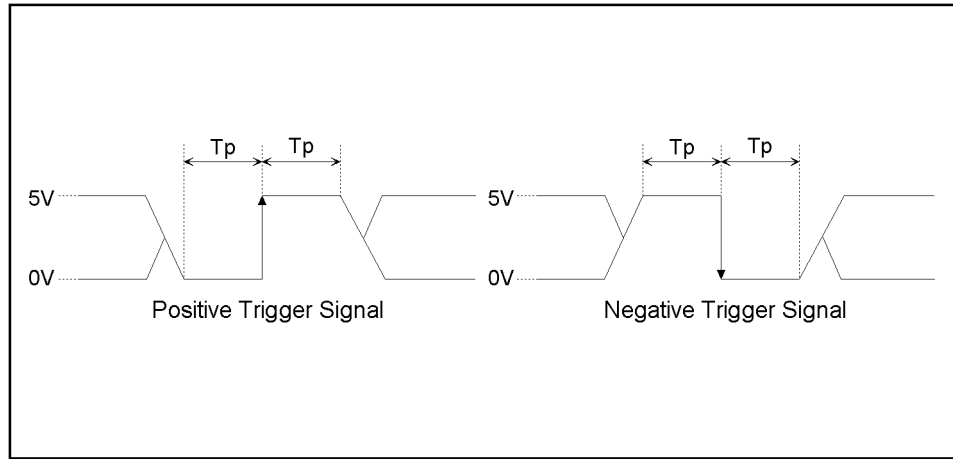 Tp Tp Tp Tp
5V 5V
0V 0V
Positive Trigger Signal Negative Trigger Signal